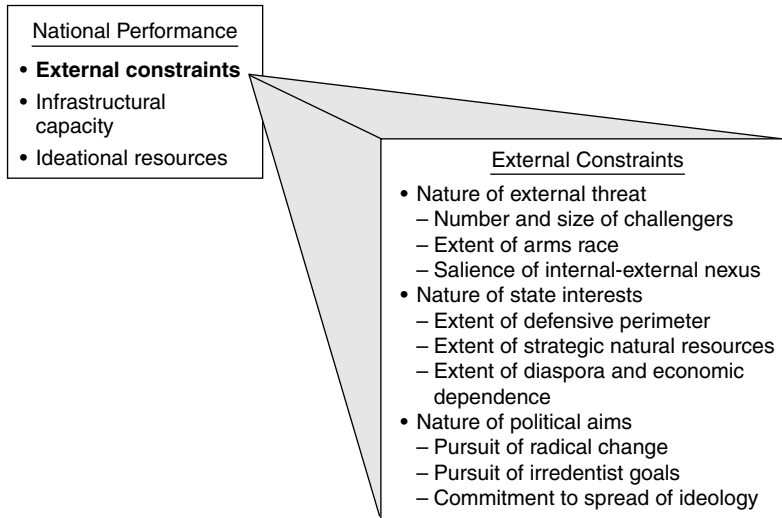 National Performance
• External constraints
• Infrastructural
capacity
• Ideational resources
External Constraints
• Nature of external threat
– Number and size of challengers
– Extent of arms race
– Salience of internal-external nexus
• Nature of state interests
– Extent of defensive perimeter
– Extent of strategic natural resources
– Extent of diaspora and economic
dependence
• Nature of political aims
– Pursuit of radical change
– Pursuit of irredentist goals
– Commitment to spread of ideology